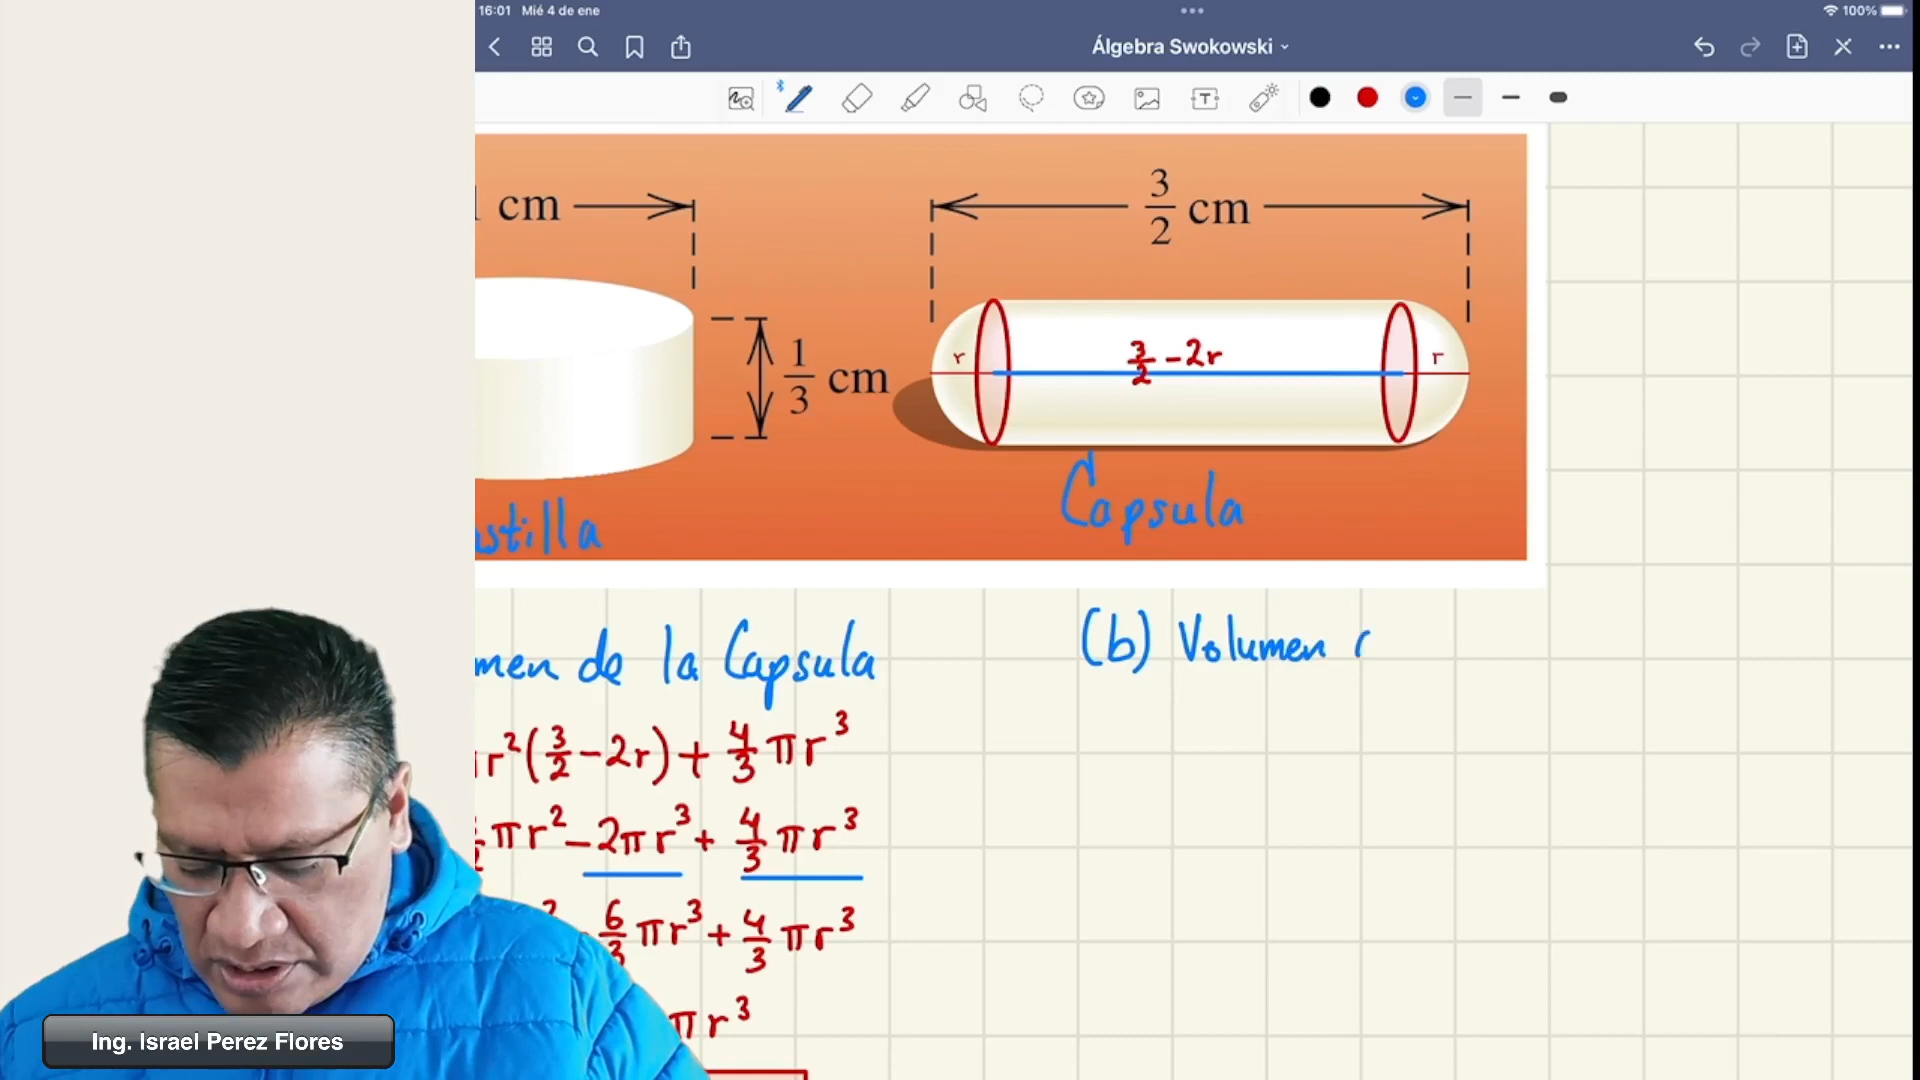 16:01 Mié 4 de ene
100%
Álgebra Swokowski
cm
3/2 cm
1/3 cm
r
3/2 - 2r
r
Capsula
astilla
men de la Capsula
(b) Volumen
r²(3/2 - 2r) + 4/3 πr³
πr² - 2πr³ + 4/3 πr³
6/3 πr³ + 4/3 πr³
πr³
Ing. Israel Perez Flores